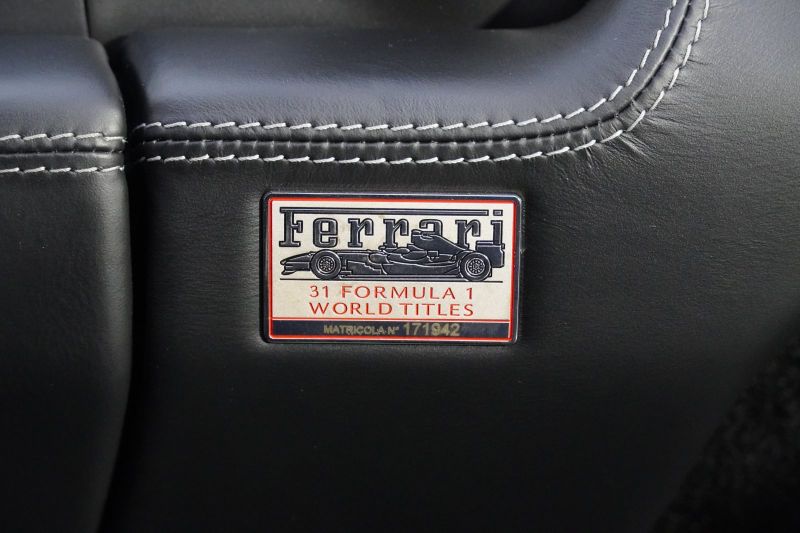 Ferrari
31 FORMULA 1
WORLD TITLES
MATRICOLA N° 171942